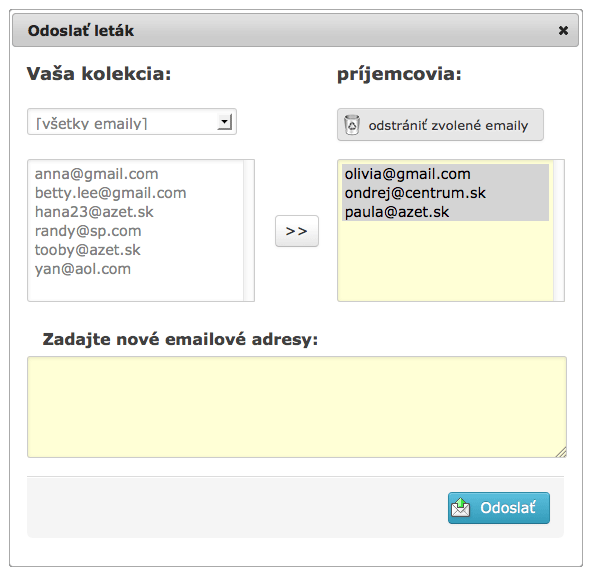 Odoslať leták
Vaša kolekcia:
[všetky emaily]
anna@gmail.com
betty.lee@gmail.com
hana23@azet.sk
randy@sp.com
tooby@azet.sk
yan@aol.com
>>
príjemcovia:
odstrániť zvolené emaily
olivia@gmail.com
ondrej@centrum.sk
paula@azet.sk
Zadajte nové emailové adresy:
Odoslať